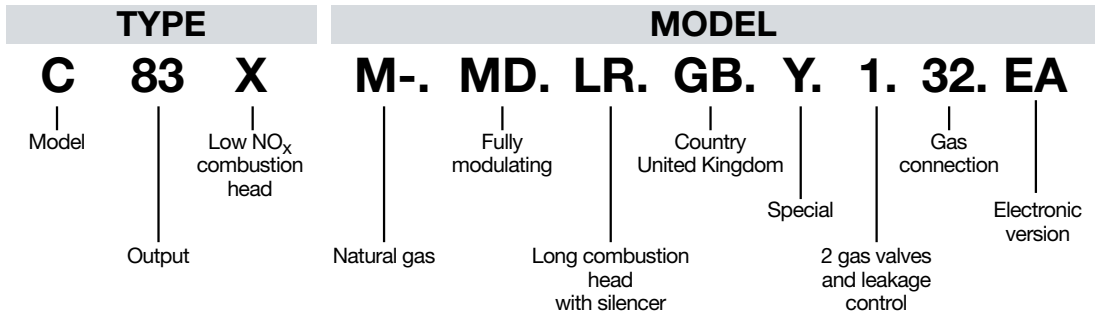 TYPE MODEL
C 83 X M-. MD. LR. GB. Y. 1. 32. EA
Model
Low NOX
combustion
head
Fully
modulating
Country
United Kingdom
Gas
connection
Special
Electronic
version
Output
Natural gas
Long combustion
head
with silencer
2 gas valves
and leakage
control